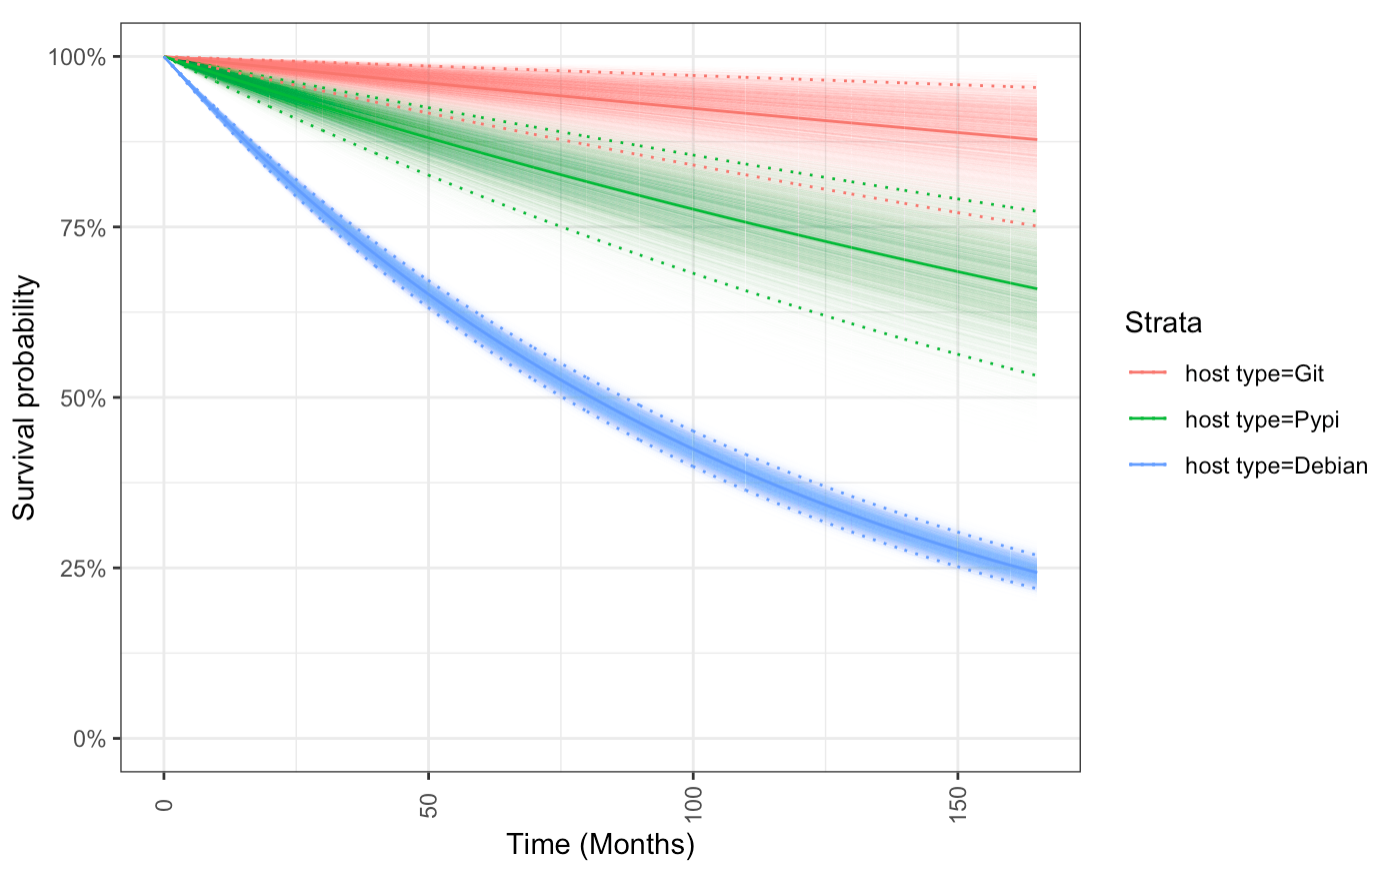 100%
75%
50%
25%
0%
Survival probability
0
50
100
150
Time (Months)
Strata
host type=Git
host type=Pypi
host type=Debian